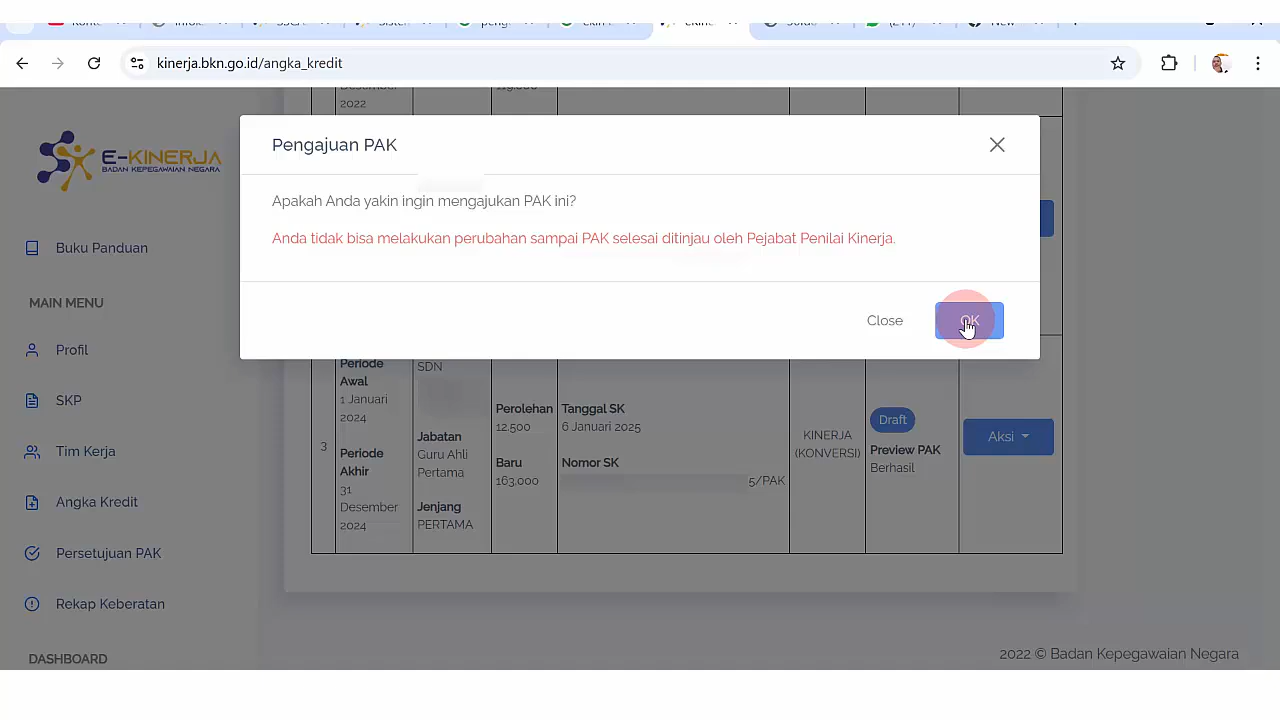 kinerja.bkn.go.id/angka_kredit
Desember
2022
E-KINERJA
BADAN KEPEGAWAIAN NEGARA
Pengajuan PAK
Apakah Anda yakin ingin mengajukan PAK ini?
Anda tidak bisa melakukan perubahan sampai PAK selesai ditinjau oleh Pejabat Penilai Kinerja.
Close
OK
Buku Panduan
MAIN MENU
Profil
SKP
Tim Kerja
Angka Kredit
Persetujuan PAK
Rekap Keberatan
DASHBOARD
3
Periode
Awal
1 Januari
2024
Periode
Akhir
31
Desember
2024
SDN
Jabatan
Guru Ahli
Pertama
Jenjang
PERTAMA
Perolehan
12.500
Baru
163.000
Tanggal SK
6 Januari 2025
Nomor SK
5/PAK
KINERJA
(KONVERSI)
Draft
Preview PAK
Berhasil
Aksi
2022 © Badan Kepegawaian Negara